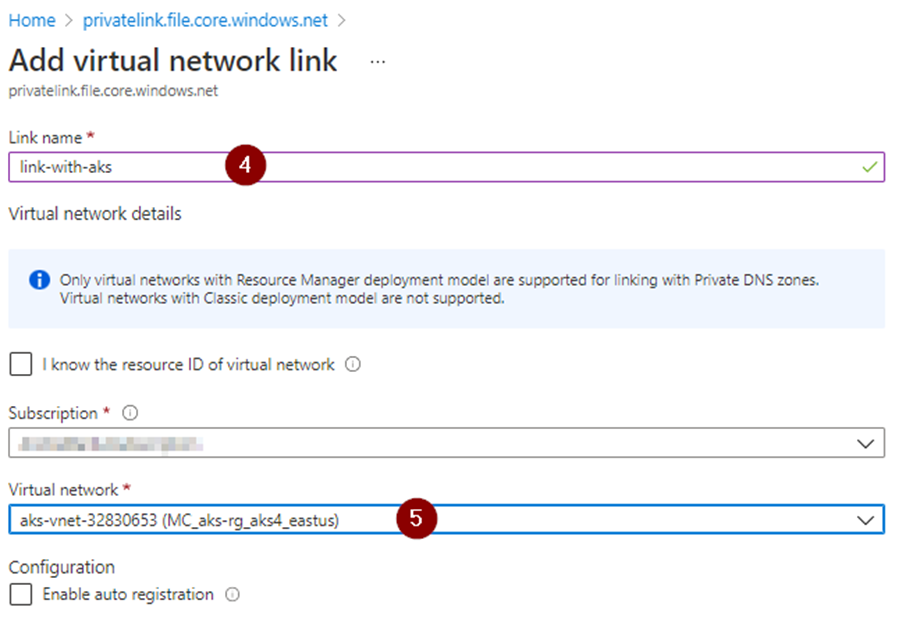 Home > privatelink.file.core.windows.net >
Add virtual network link ...
privatelink.file.core.windows.net
Link name *
link-with-aks 4
Virtual network details
Only virtual networks with Resource Manager deployment model are supported for linking with Private DNS zones.
Virtual networks with Classic deployment model are not supported.
I know the resource ID of virtual network
Subscription *
Virtual network *
aks-vnet-32830653 (MC_aks-rg_aks4_eastus) 5
Configuration
Enable auto registration